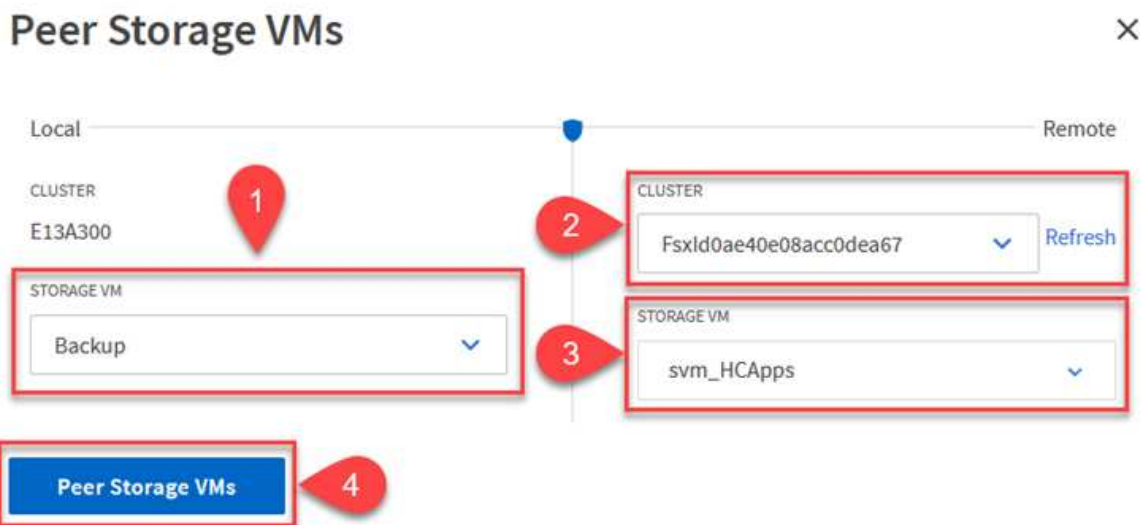 Peer Storage VMs
Local
Remote
CLUSTER
E13A300
1
STORAGE VM
Backup
2
CLUSTER
FsxId0ae40e08acc0dea67
Refresh
3
STORAGE VM
svm_HCApps
Peer Storage VMs
4